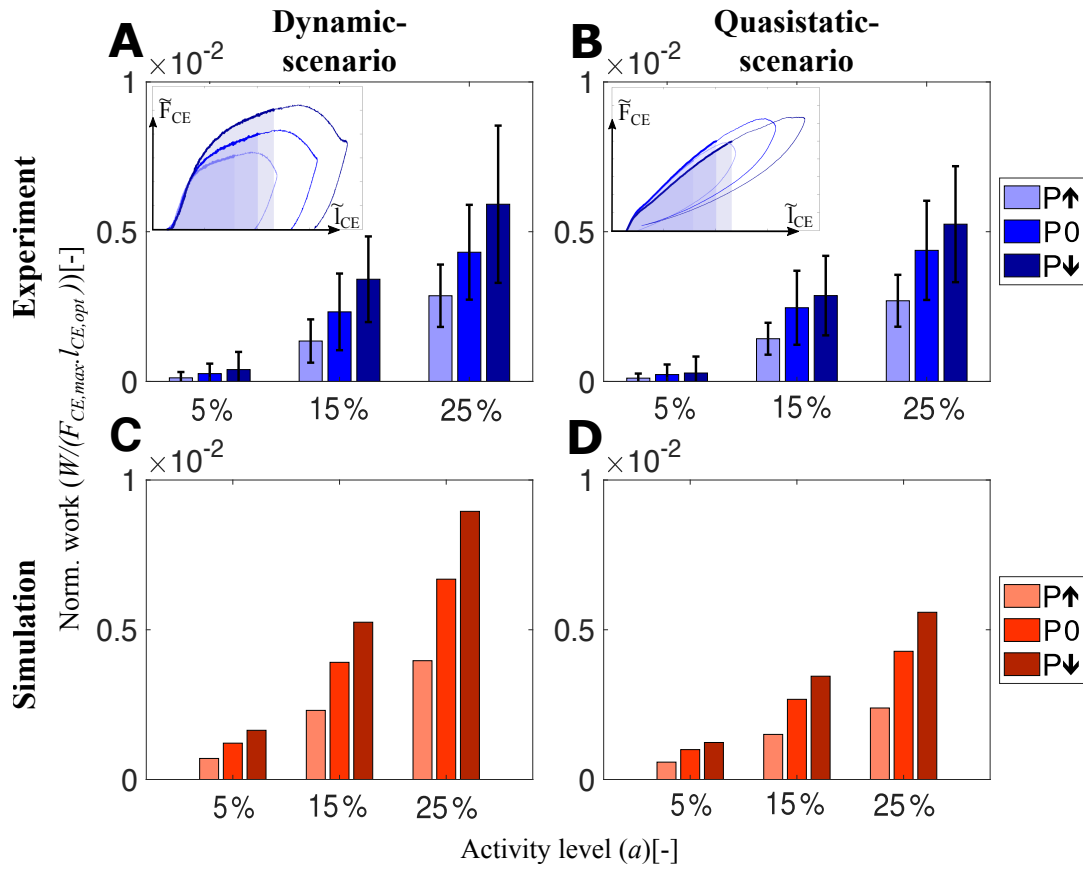 Dynamic-
scenario
Quasistatic-
scenario
A
B
1
×10⁻²
1
×10⁻²
F̃CE
l̃CE
F̃CE
l̃CE
Experiment
0.5
0.5
P↑
P0
P↓
0
0
5% 15% 25%
5% 15% 25%
Norm. work (W/(FCE,max·lCE,opt))[-]
C
D
1
×10⁻²
1
×10⁻²
Simulation
0.5
0.5
P↑
P0
P↓
0
0
5% 15% 25%
5% 15% 25%
Activity level (a)[-]